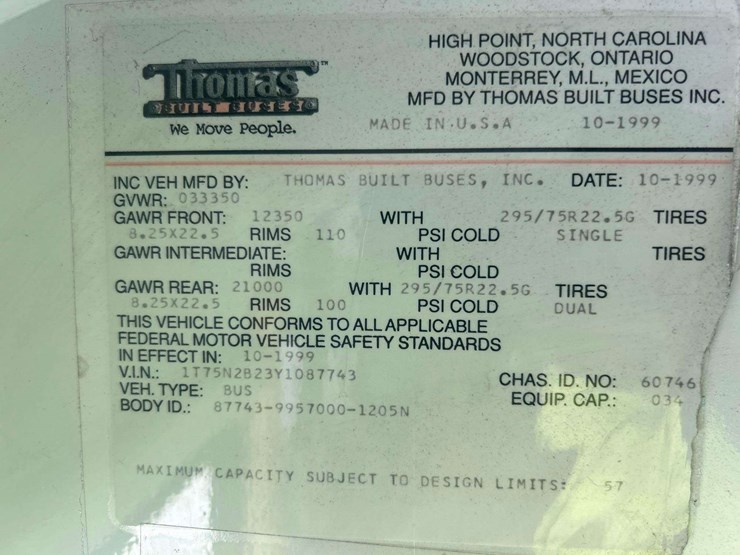 Thomas™
BUILT BUSES®
We Move People.
HIGH POINT, NORTH CAROLINA
WOODSTOCK, ONTARIO
MONTERREY, M.L., MEXICO
MFD BY THOMAS BUILT BUSES INC.
MADE IN U.S.A 10-1999
INC VEH MFD BY: THOMAS BUILT BUSES, INC. DATE: 10-1999
GVWR: 033350
GAWR FRONT: 12350 WITH 295/75R22.5G TIRES
8.25X22.5 RIMS 110 PSI COLD SINGLE
GAWR INTERMEDIATE: WITH TIRES
RIMS PSI COLD
GAWR REAR: 21000 WITH 295/75R22.5G TIRES
8.25X22.5 RIMS 100 PSI COLD DUAL
THIS VEHICLE CONFORMS TO ALL APPLICABLE
FEDERAL MOTOR VEHICLE SAFETY STANDARDS
IN EFFECT IN: 10-1999
V.I.N.: 1T75N2B23Y1087743 CHAS. ID. NO: 60746
VEH. TYPE: BUS EQUIP. CAP.: 034
BODY ID.: 87743-9957000-1205N
MAXIMUM CAPACITY SUBJECT TO DESIGN LIMITS: 57